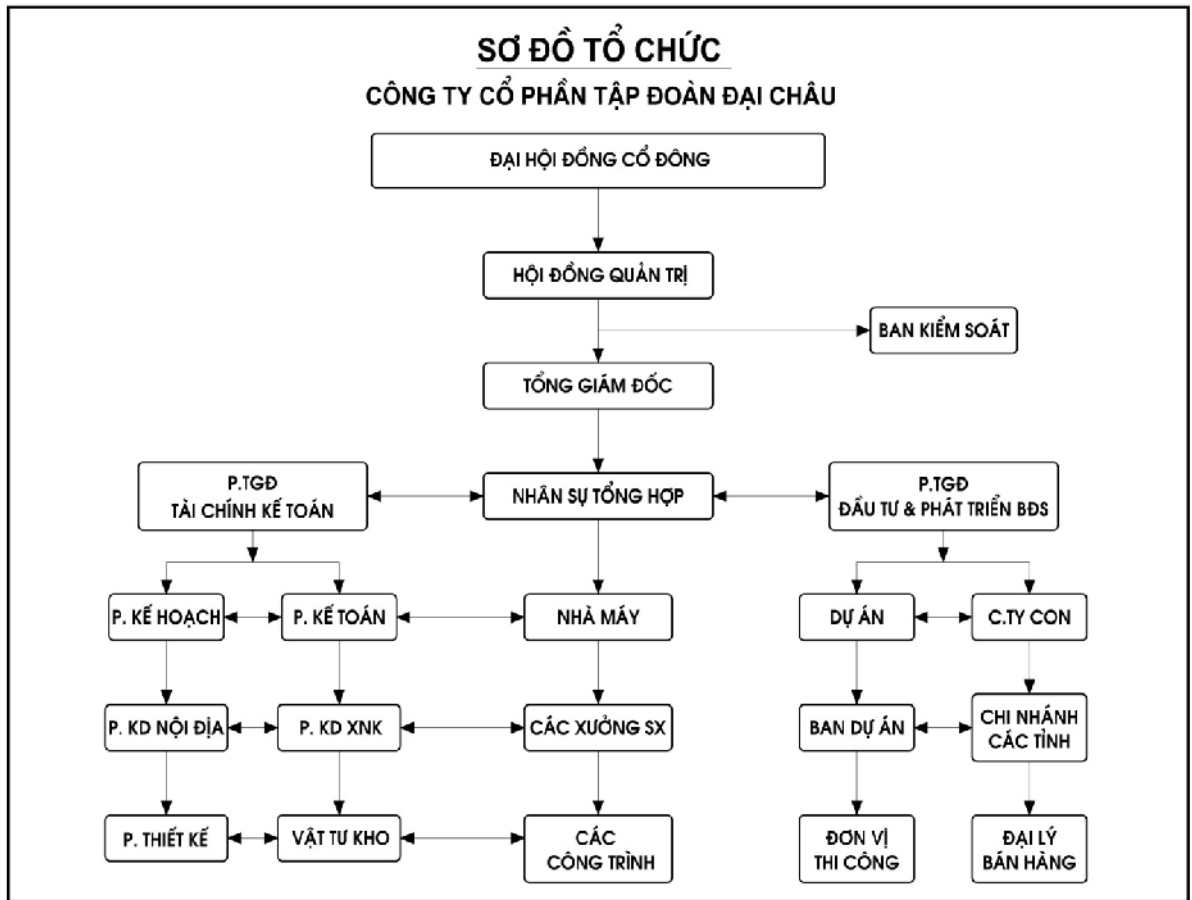 SƠ ĐỒ TỔ CHỨC
CÔNG TY CỔ PHẦN TẬP ĐOÀN ĐẠI CHÂU
ĐẠI HỘI ĐỒNG CỔ ĐÔNG
HỘI ĐỒNG QUẢN TRỊ
BAN KIỂM SOÁT
TỔNG GIÁM ĐỐC
P.TGĐ
TÀI CHÍNH KẾ TOÁN
NHÂN SỰ TỔNG HỢP
P.TGĐ
ĐẦU TƯ & PHÁT TRIỂN BĐS
P. KẾ HOẠCH
P. KẾ TOÁN
NHÀ MÁY
DỰ ÁN
C.TY CON
P. KD NỘI ĐỊA
P. KD XNK
CÁC XƯỞNG SX
BAN DỰ ÁN
CHI NHÁNH
CÁC TỈNH
P. THIẾT KẾ
VẬT TƯ KHO
CÁC
CÔNG TRÌNH
ĐƠN VỊ
THI CÔNG
ĐẠI LÝ
BÁN HÀNG